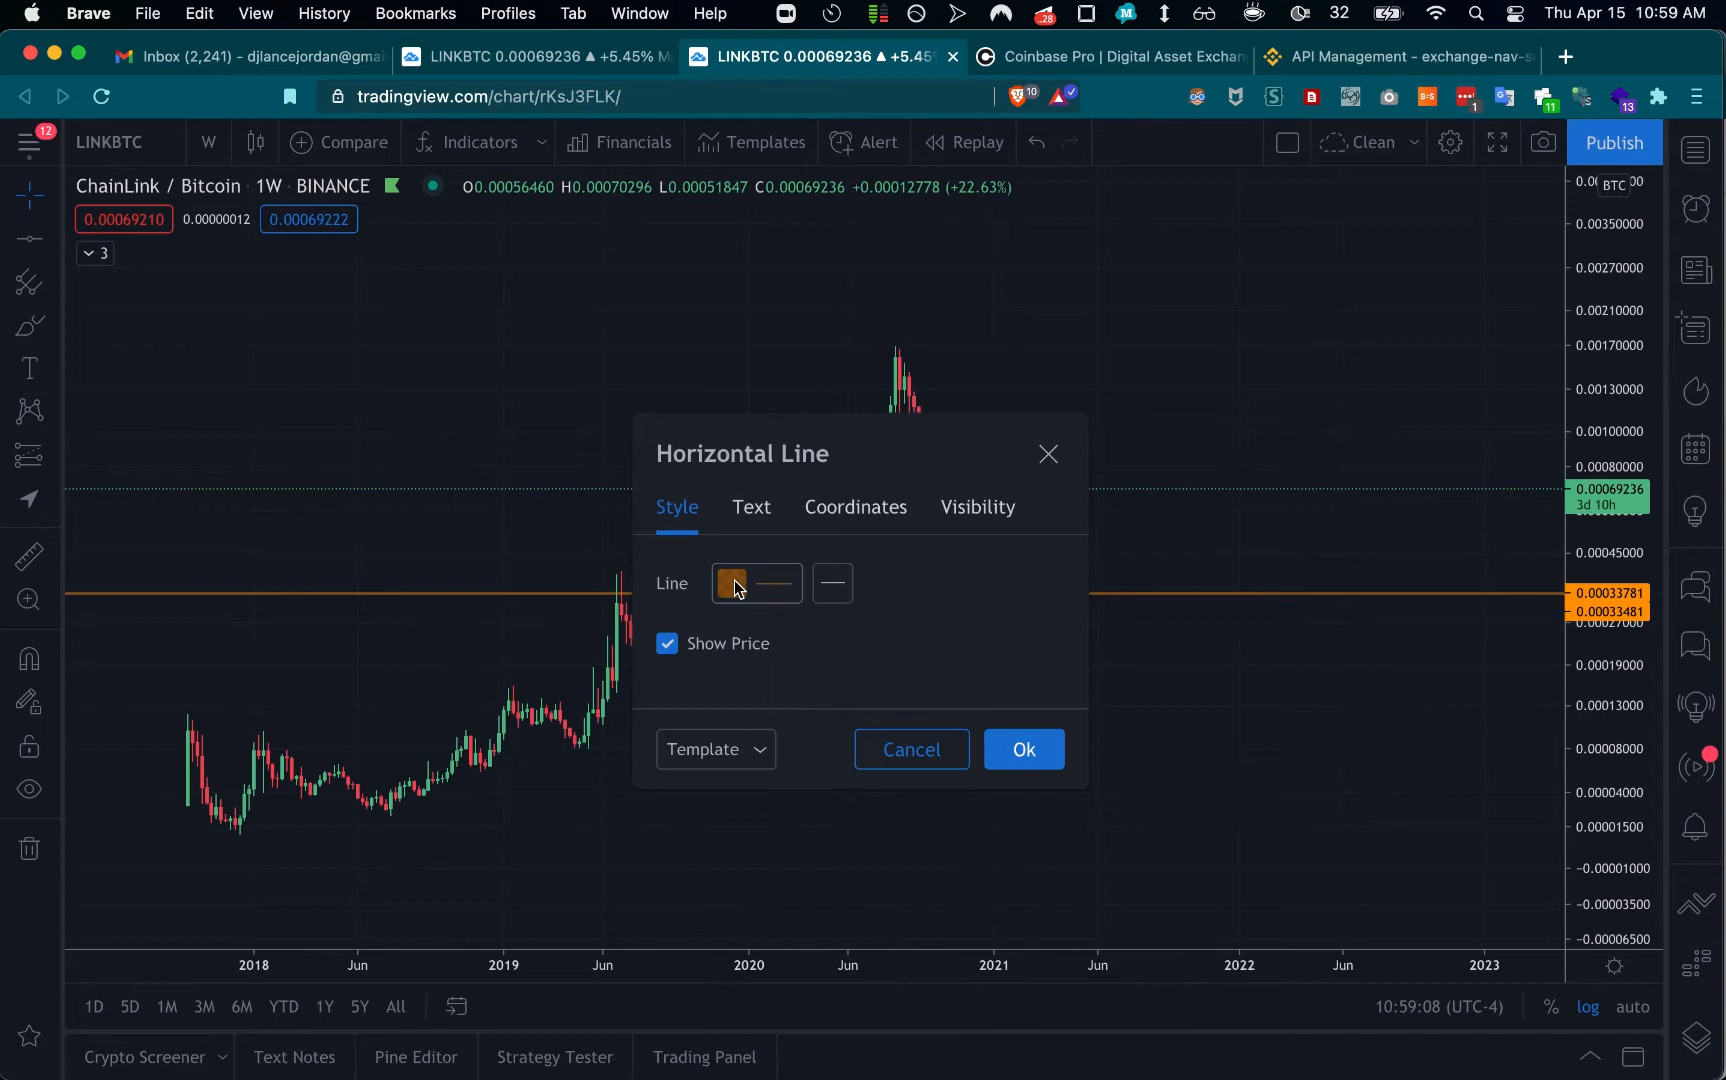 Brave File Edit View History Bookmarks Profiles Tab Window Help ..28 32 Thu Apr 15 10:59 AM
Inbox (2,241) - djlancejordan@gmai LINKBTC 0.00069236 ▲ +5.45% M LINKBTC 0.00069236 ▲ +5.45% Coinbase Pro | Digital Asset Exchan API Management - exchange-nav-s
tradingview.com/chart/rKsJ3FLK/ 10 1 11 13
12 LINKBTC W Compare Indicators Financials Templates Alert Replay Clean Publish
ChainLink / Bitcoin 1W BINANCE O0.00056460 H0.00070296 L0.00051847 C0.00069236 +0.00012778 (+22.63%)
BTC
0.00069210 0.00000012 0.00069222
0.00350000
3
0.00270000
0.00210000
0.00170000
0.00130000
0.00100000
Horizontal Line
0.00080000
0.00069236
3d 10h
Style Text Coordinates Visibility
0.00045000
Line
0.00033781
0.00033481
0.00027000
Show Price
0.00019000
0.00013000
Template Cancel Ok
0.00008000
0.00004000
0.00001500
-0.00001000
-0.00003500
-0.00006500
2018 Jun 2019 Jun 2020 Jun 2021 Jun 2022 Jun 2023
1D 5D 1M 3M 6M YTD 1Y 5Y All 10:59:08 (UTC-4) % log auto
Crypto Screener Text Notes Pine Editor Strategy Tester Trading Panel